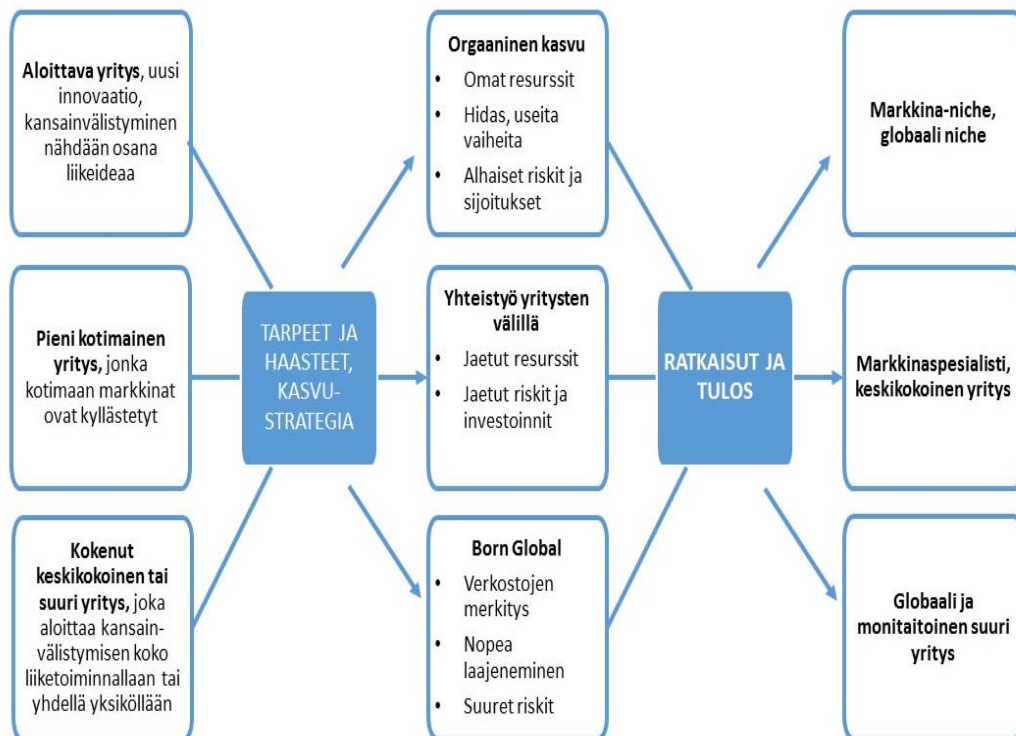 Aloittava yritys, uusi
innovaatio,
kansainvälistyminen
nähdään osana
liikeideaa
Pieni kotimainen
yritys, jonka
kotimaan markkinat
ovat kyllästetyt
Kokenut
keskikokoinen tai
suuri yritys, joka
aloittaa kansain-
välistymisen koko
liiketoiminnallaan tai
yhdellä yksiköllään
TARPEET JA
HAASTEET,
KASVU-
STRATEGIA
Orgaaninen kasvu
• Omat resurssit
• Hidas, useita
vaiheita
• Alhaiset riskit ja
sijoitukset
Yhteistyö yritysten
välillä
• Jaetut resurssit
• Jaetut riskit ja
investoinnit
Born Global
• Verkostojen
merkitys
• Nopea
laajeneminen
• Suuret riskit
RATKAISUT JA
TULOS
Markkina-niche,
globaali niche
Markkinaspesialisti,
keskikokoinen yritys
Globaali ja
monitaitoinen suuri
yritys